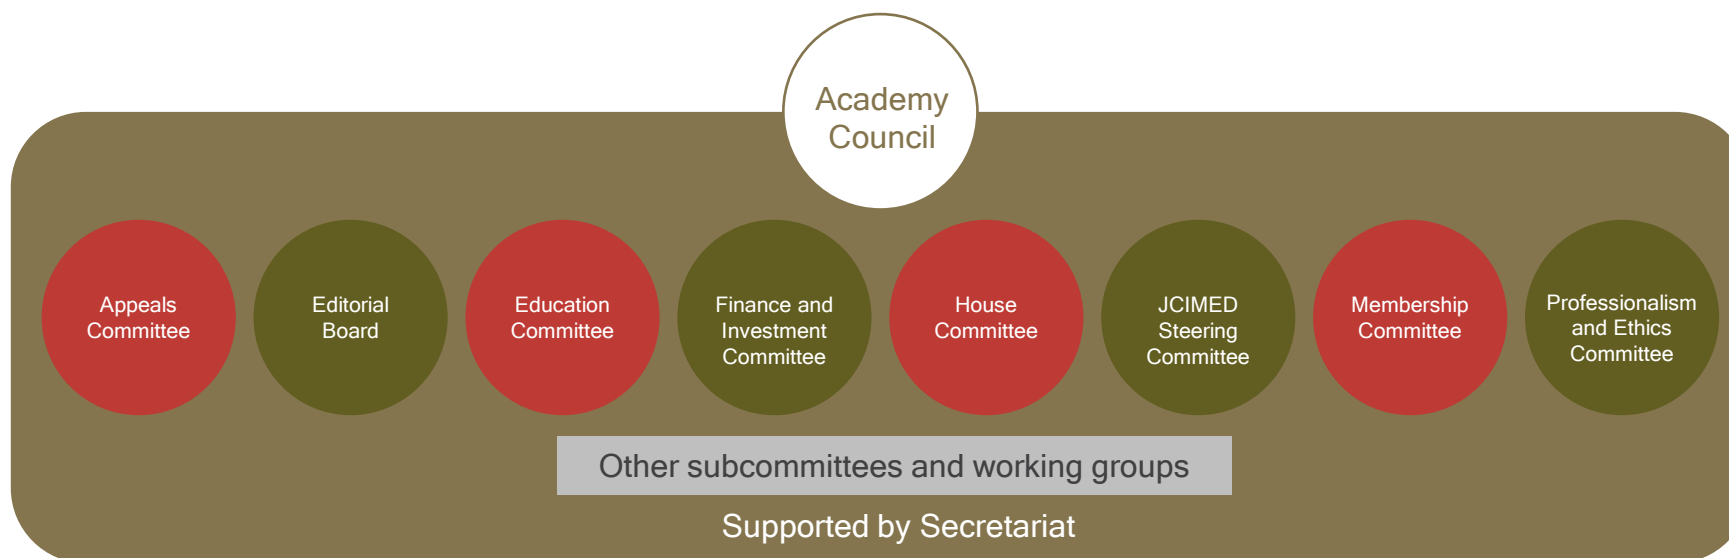 Academy
Council
Appeals
Committee
Editorial
Board
Education
Committee
Finance and
Investment
Committee
House
Committee
JCIMED
Steering
Committee
Membership
Committee
Professionalism
and Ethics
Committee
Other subcommittees and working groups
Supported by Secretariat